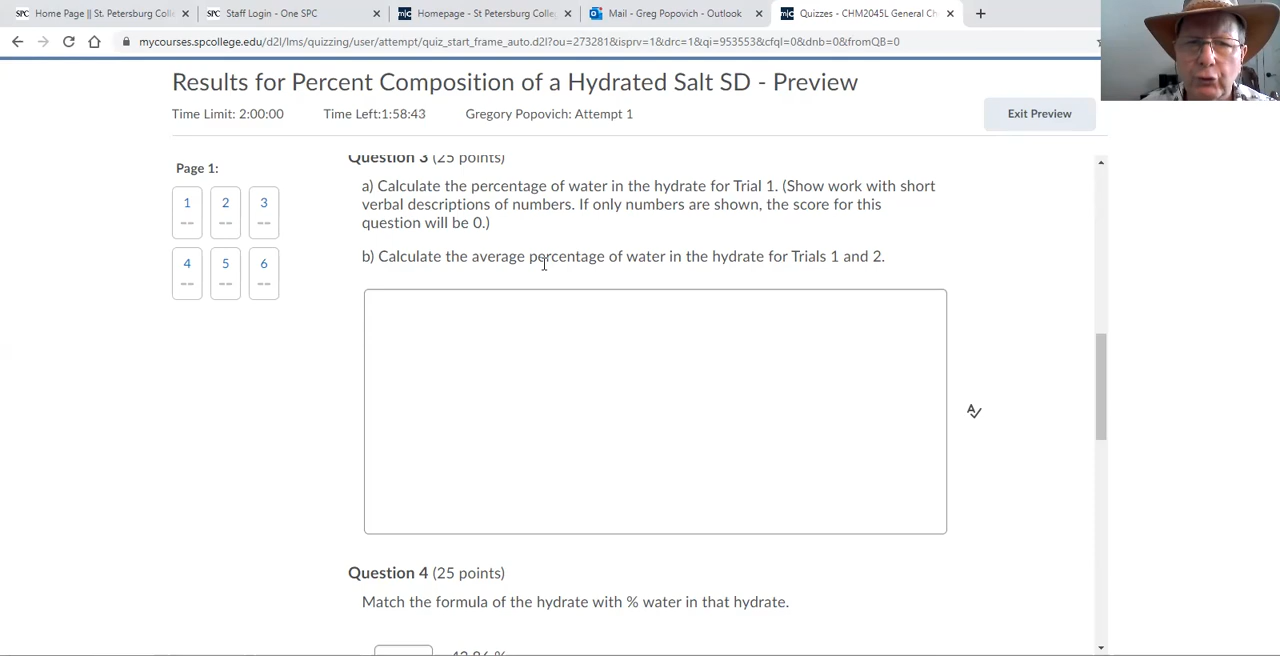 SPC Home Page || St. Petersburg Colle
SPC Staff Login - One SPC
Homepage - St Petersburg Colle
Mail - Greg Popovich - Outlook
Quizzes - CHM2045L General Ch
mycourses.spcollege.edu/d2l/lms/quizzing/user/attempt/quiz_start_frame_auto.d2l?ou=273281&isprv=1&drc=1&qi=953553&cfql=0&dnb=0&fromQB=0
Results for Percent Composition of a Hydrated Salt SD - Preview
Time Limit: 2:00:00 Time Left:1:58:43 Gregory Popovich: Attempt 1
Exit Preview
Page 1:
1 2 3
-- -- --
4 5 6
-- -- --
Question 3 (25 points)
a) Calculate the percentage of water in the hydrate for Trial 1. (Show work with short
verbal descriptions of numbers. If only numbers are shown, the score for this
question will be 0.)
b) Calculate the average percentage of water in the hydrate for Trials 1 and 2.
Question 4 (25 points)
Match the formula of the hydrate with % water in that hydrate.